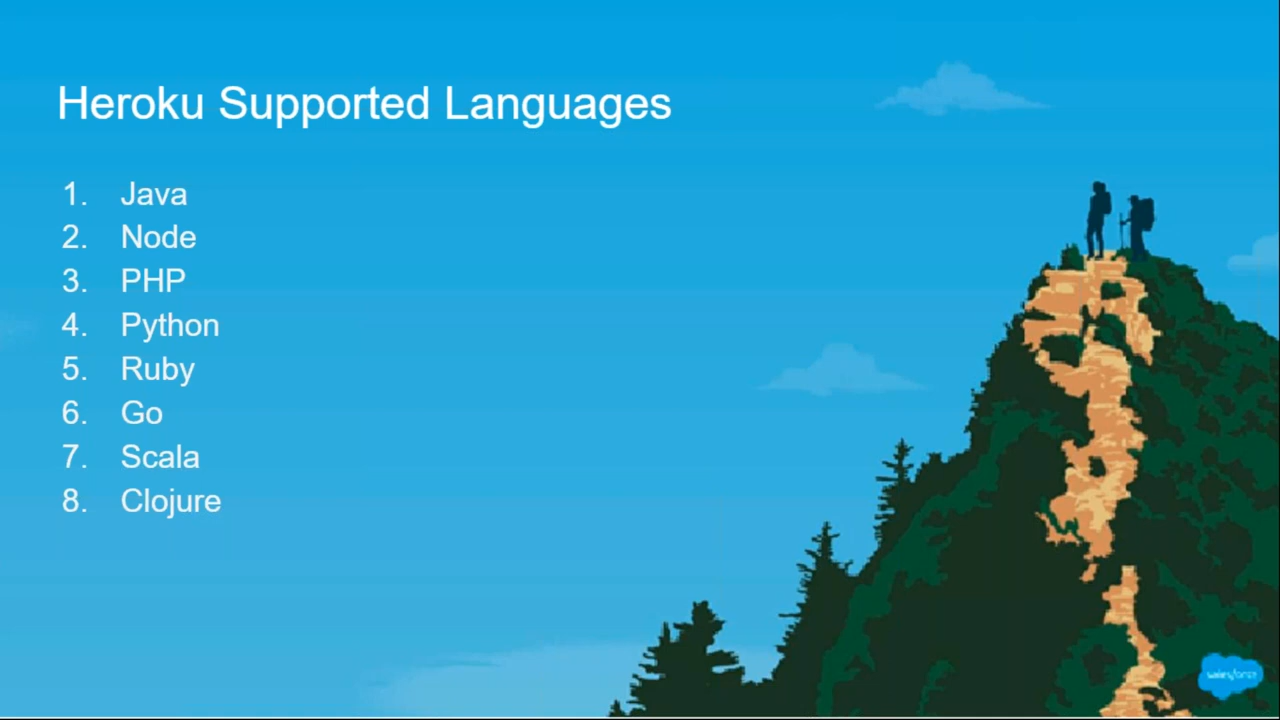 Heroku Supported Languages
1. Java
2. Node
3. PHP
4. Python
5. Ruby
6. Go
7. Scala
8. Clojure
salesforce